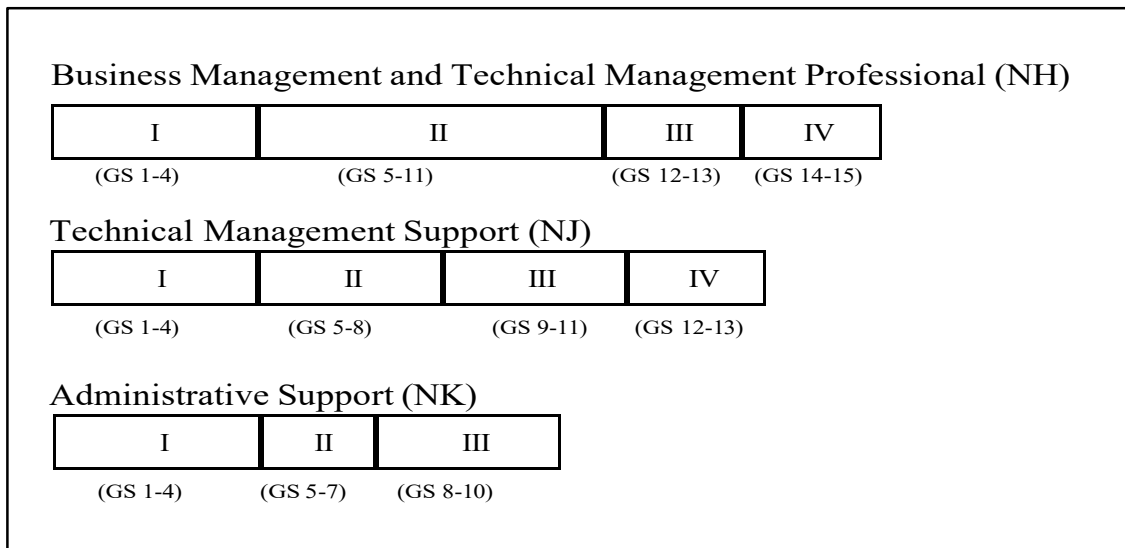 Business Management and Technical Management Professional (NH)
I II III IV
(GS 1-4) (GS 5-11) (GS 12-13) (GS 14-15)
Technical Management Support (NJ)
I II III IV
(GS 1-4) (GS 5-8) (GS 9-11) (GS 12-13)
Administrative Support (NK)
I II III
(GS 1-4) (GS 5-7) (GS 8-10)